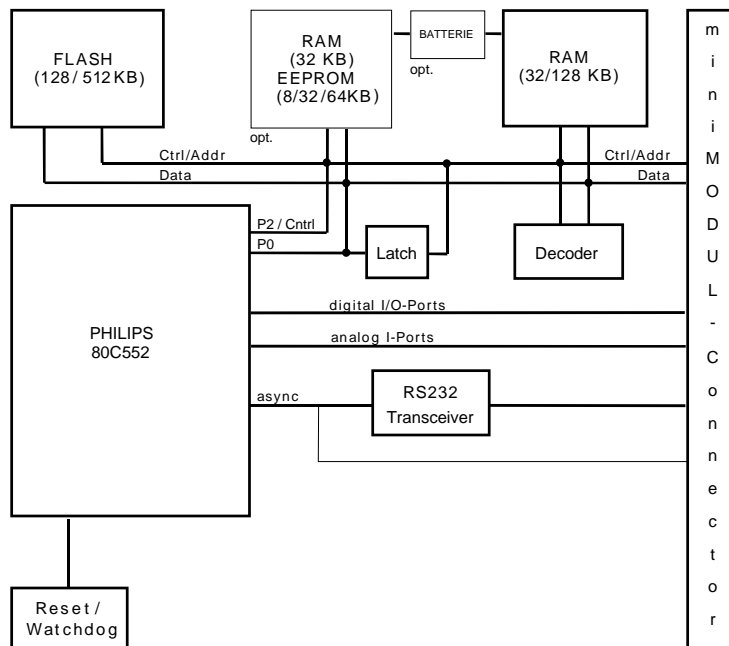 FLASH
(128/512KB)
RAM
(32 KB)
EEPROM
(8/32/64KB)
opt.
BATTERIE
opt.
RAM
(32/128 KB)
Ctrl/Addr
Data
Ctrl/Addr
Data
P2 / Cntrl
P0
Latch
Decoder
PHILIPS
80C552
digital I/O-Ports
analog I-Ports
async
RS232
Transceiver
Reset/
Watchdog
miniMODUL-Connector